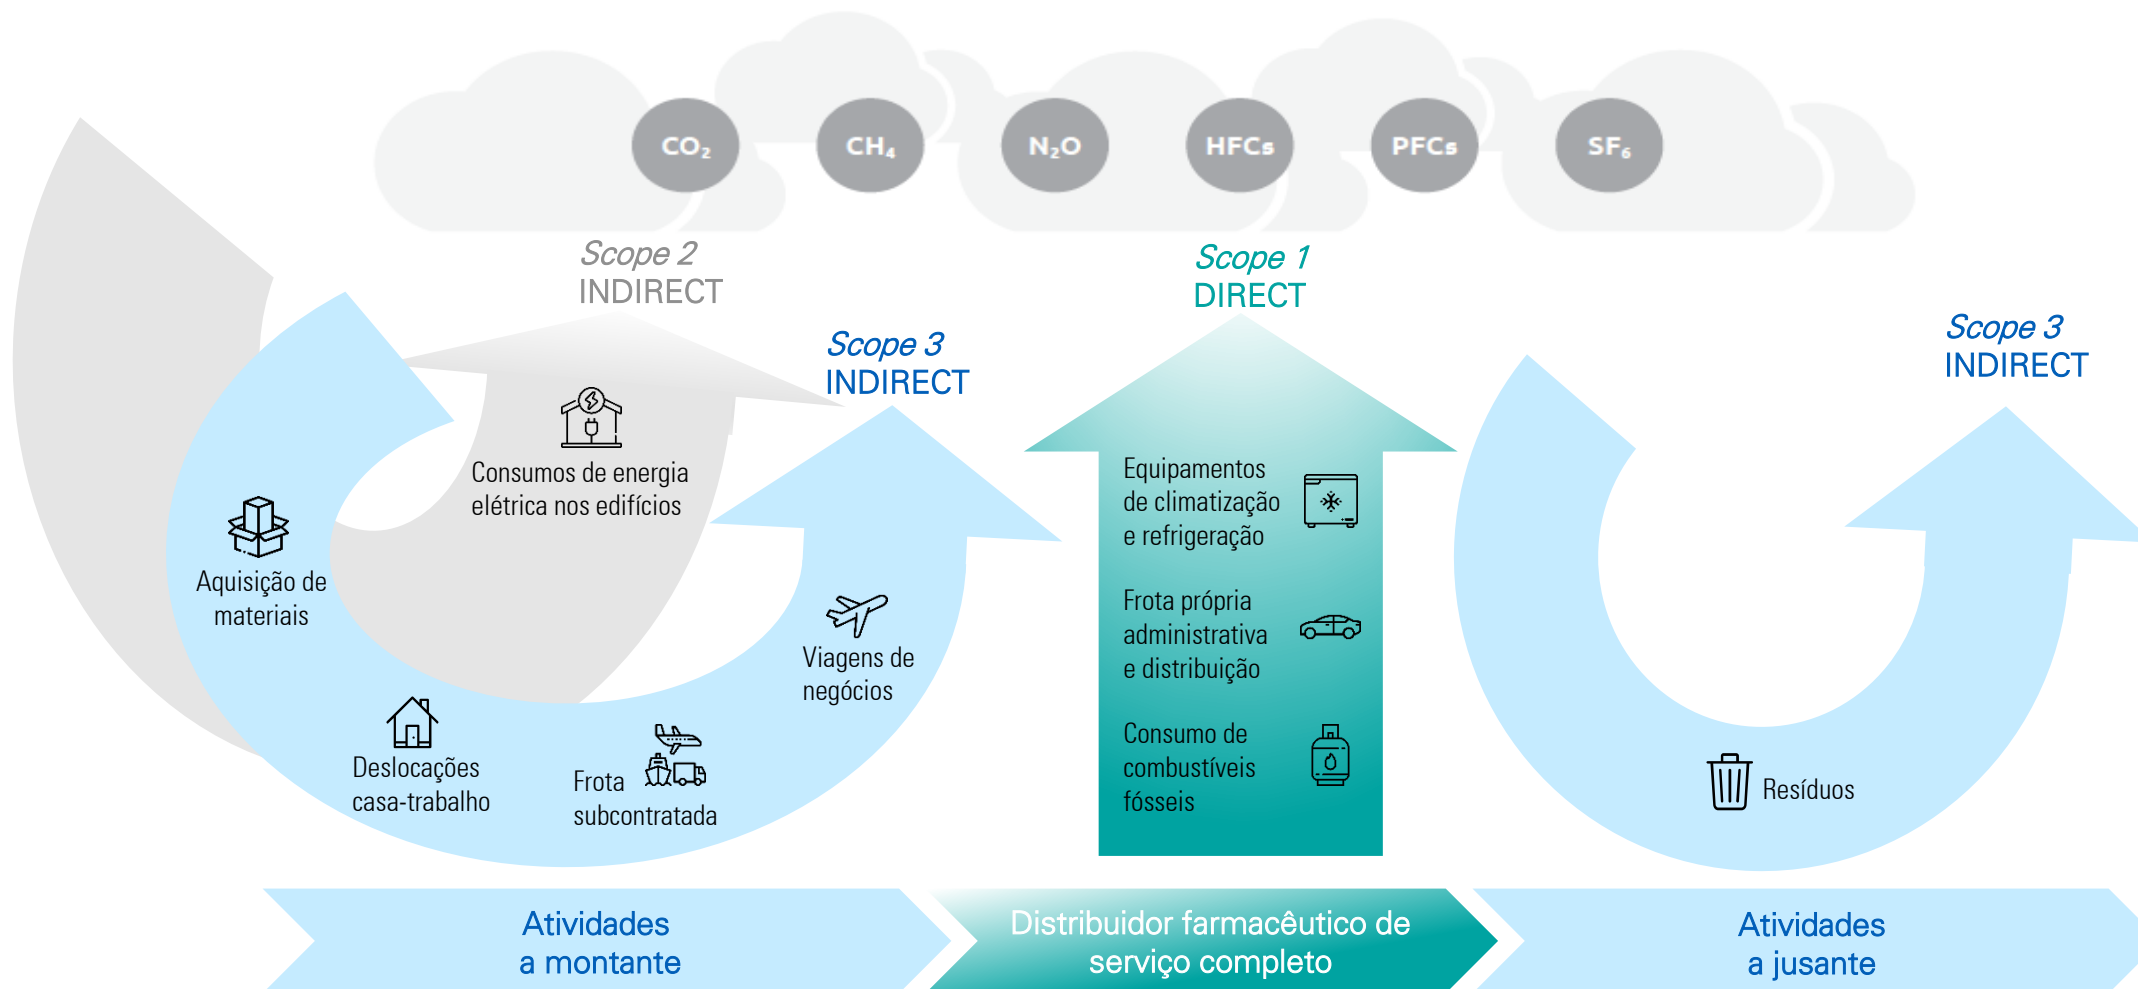 CO₂
CH₄
N₂O
HFCs
PFCs
SF₆
Scope 2
INDIRECT
Scope 1
DIRECT
Scope 3
INDIRECT
Scope 3
INDIRECT
Consumos de energia
elétrica nos edifícios
Aquisição de
materiais
Deslocações
casa-trabalho
Frota
subcontratada
Viagens de
negócios
Equipamentos
de climatização
e refrigeração
Frota própria
administrativa
e distribuição
Consumo de
combustíveis
fósseis
Resíduos
Atividades
a montante
Distribuidor farmacêutico de
serviço completo
Atividades
a jusante